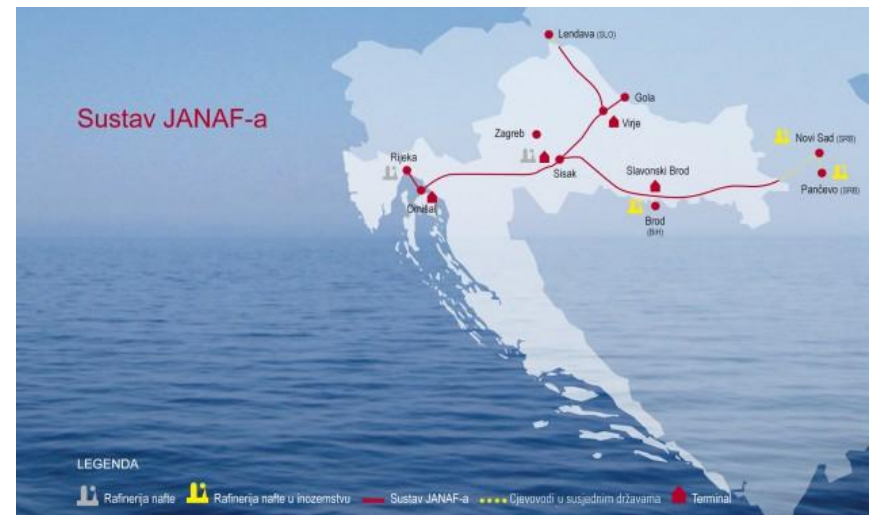 Sustav JANAF-a
Lendava (SLO)
Gola
Virje
Zagreb
Sisak
Rijeka
Omišalj
Slavonski Brod
Brod
(BiH)
Novi Sad (SRB)
Pančevo (SRB)
LEGENDA
Rafinerija nafte
Rafinerija nafte u inozemstvu
Sustav JANAF-a
Cjevovodi u susjednim državama
Terminal